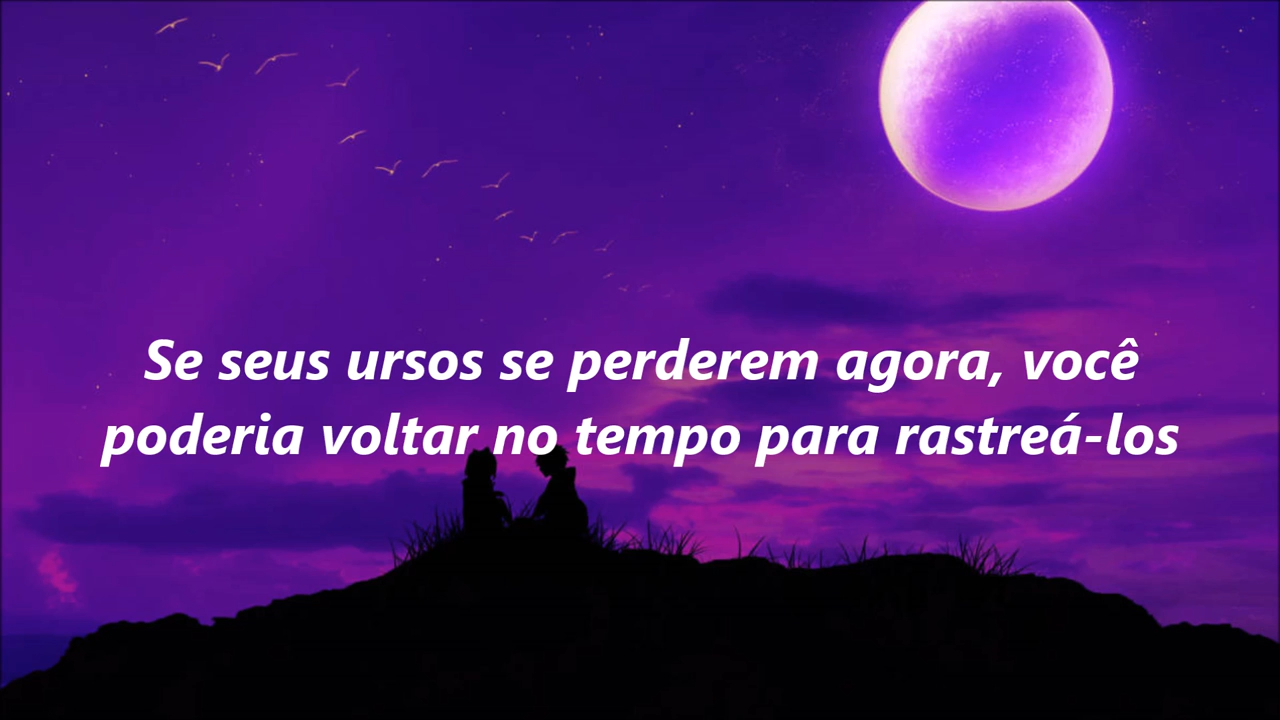 Se seus ursos se perderem agora, você
poderia voltar no tempo para rastreá-los